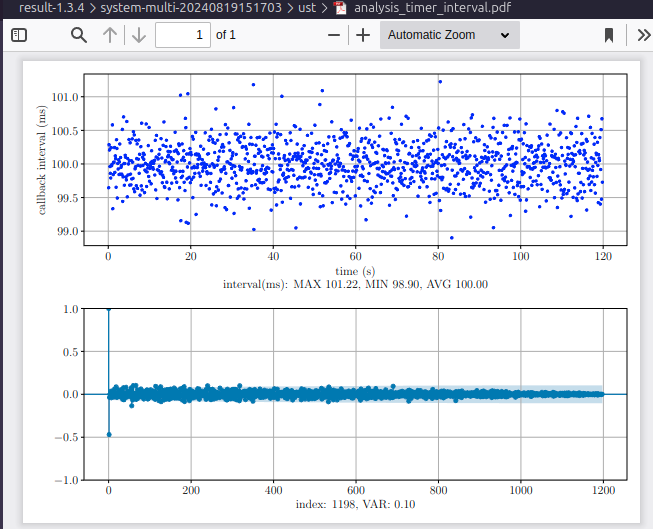 result-1.3.4 > system-multi-20240819151703 > ust > analysis_timer_interval.pdf
1 of 1 Automatic Zoom
callback interval (ms)
101.0
100.5
100.0
99.5
99.0
0 20 40 60 80 100 120
time (s)
interval(ms): MAX 101.22, MIN 98.90, AVG 100.00
1.0
0.5
0.0
−0.5
−1.0
0 200 400 600 800 1000 1200
index: 1198, VAR: 0.10